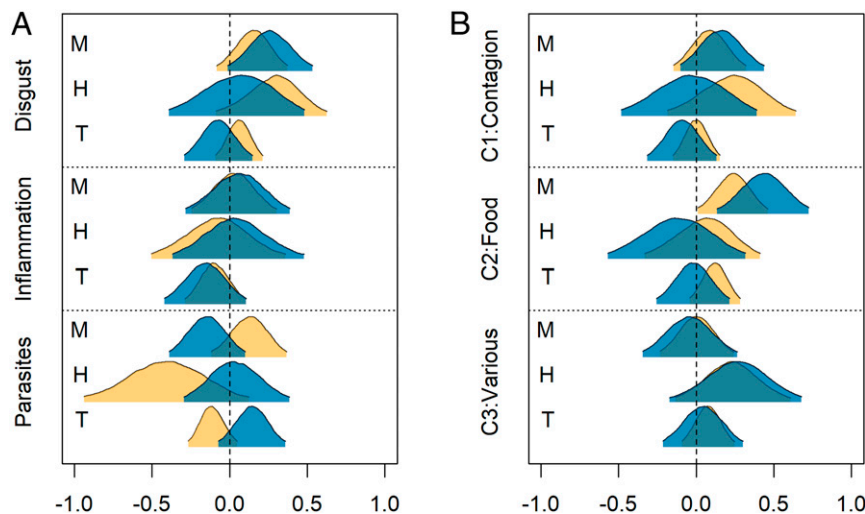 A
Disgust
M
H
T
Inflammation
M
H
T
Parasites
M
H
T
-1.0 -0.5 0.0 0.5 1.0
B
C1:Contagion
M
H
T
C2:Food
M
H
T
C3:Various
M
H
T
-1.0 -0.5 0.0 0.5 1.0